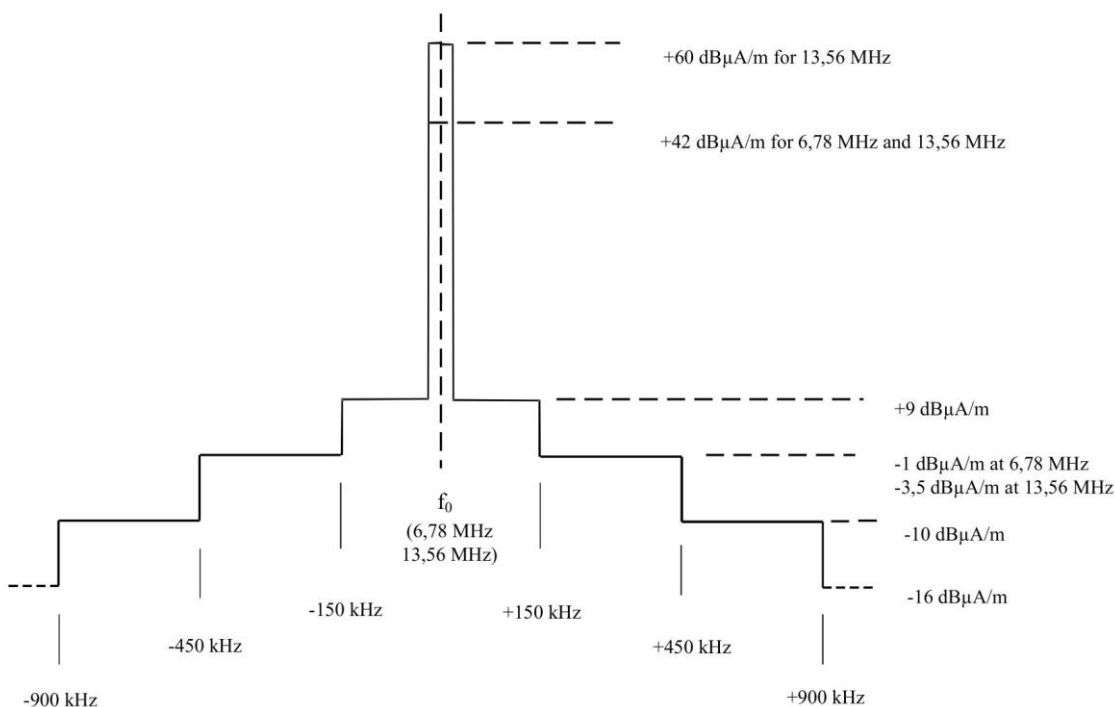 +60 dBµA/m for 13,56 MHz
+42 dBµA/m for 6,78 MHz and 13,56 MHz
+9 dBµA/m
-1 dBµA/m at 6,78 MHz
-3,5 dBµA/m at 13,56 MHz
-10 dBµA/m
-16 dBµA/m
f₀
(6,78 MHz
13,56 MHz)
-150 kHz
+150 kHz
-450 kHz
+450 kHz
-900 kHz
+900 kHz